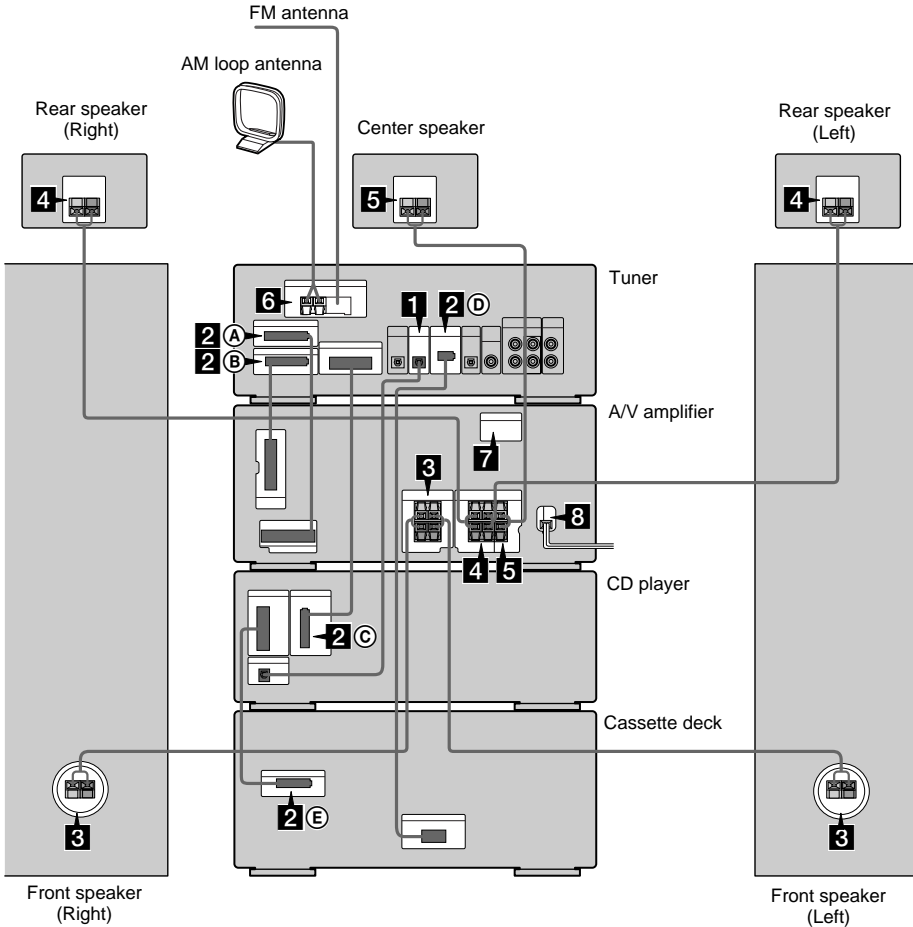 FM antenna
AM loop antenna
Rear speaker
(Right)
Center speaker
Rear speaker
(Left)
4
5
4
Tuner
6
1
2 D
2 A
2 B
A/V amplifier
7
3
8
4
5
CD player
2 C
Cassette deck
2 E
3
3
Front speaker
(Right)
Front speaker
(Left)